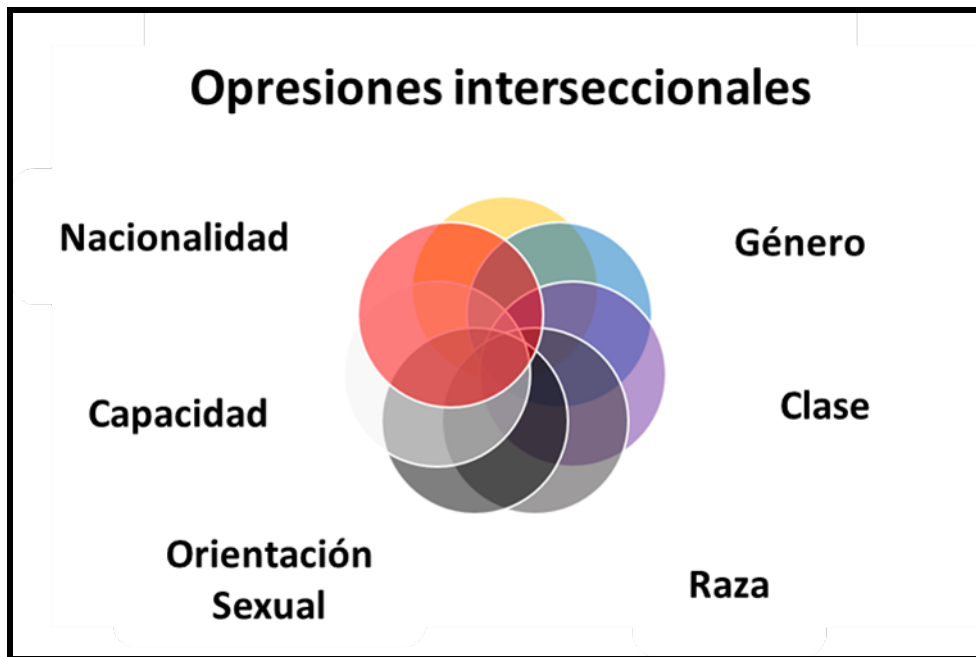 Opresiones interseccionales
Nacionalidad
Género
Capacidad
Clase
Orientación
Sexual
Raza